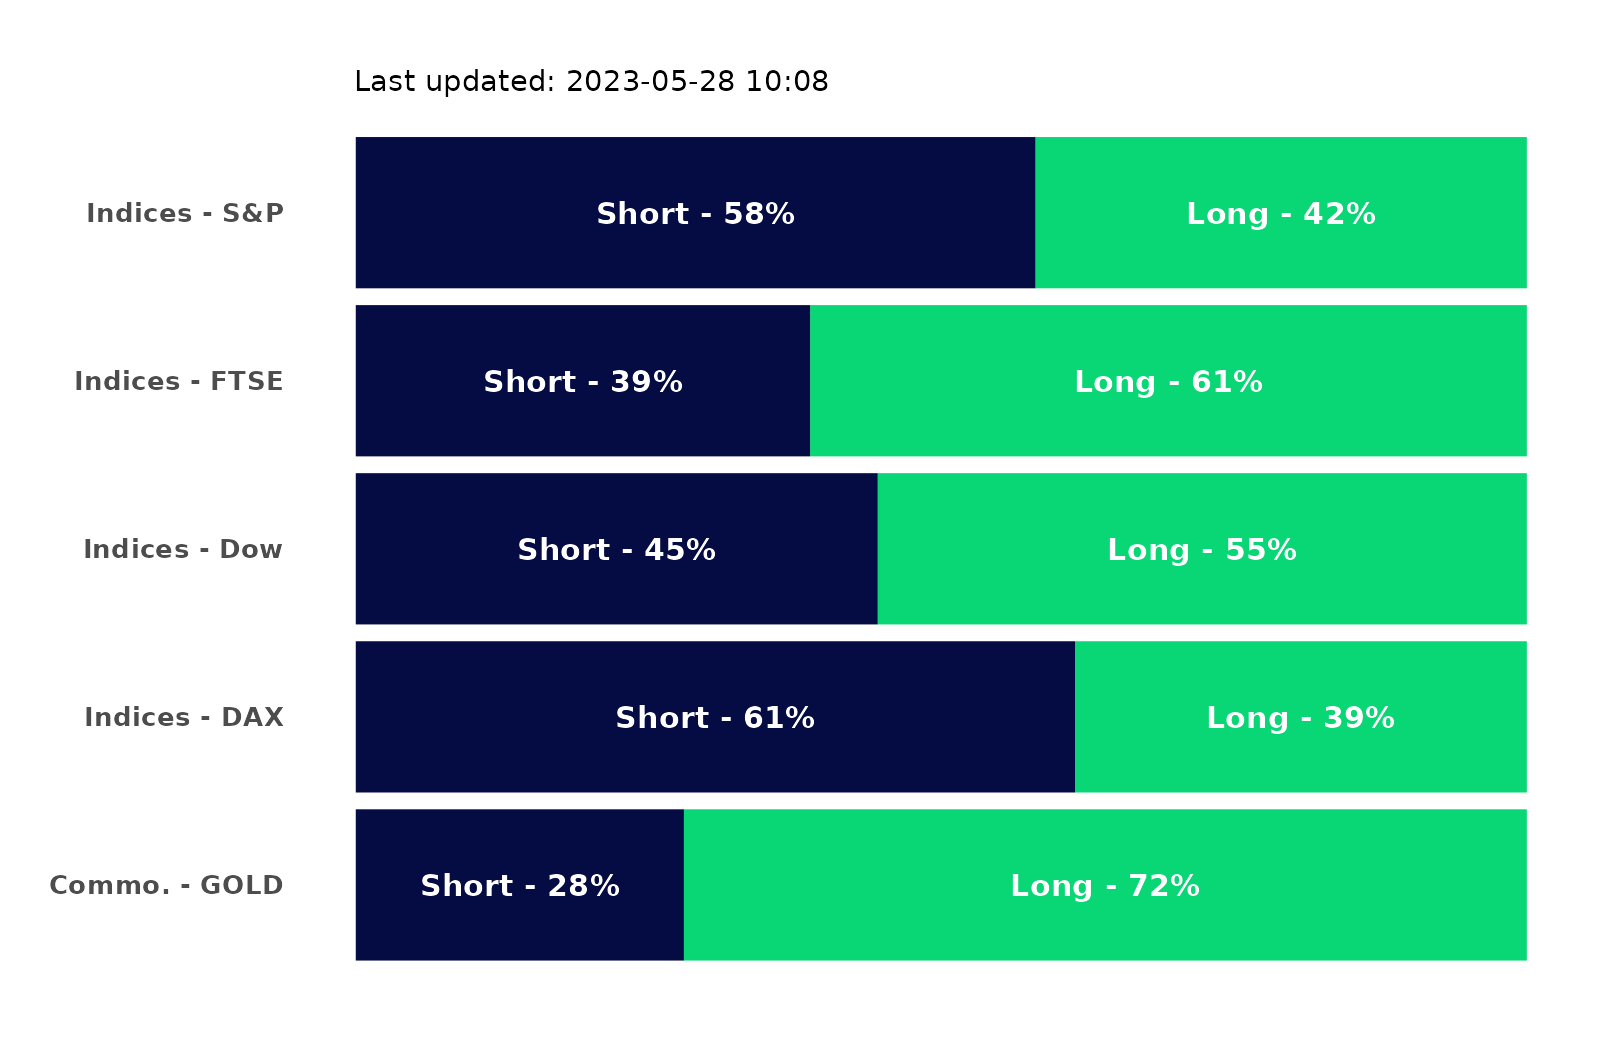 Last updated: 2023-05-28 10:08
Indices - S&P Short - 58% Long - 42%
Indices - FTSE Short - 39% Long - 61%
Indices - Dow Short - 45% Long - 55%
Indices - DAX Short - 61% Long - 39%
Commo. - GOLD Short - 28% Long - 72%